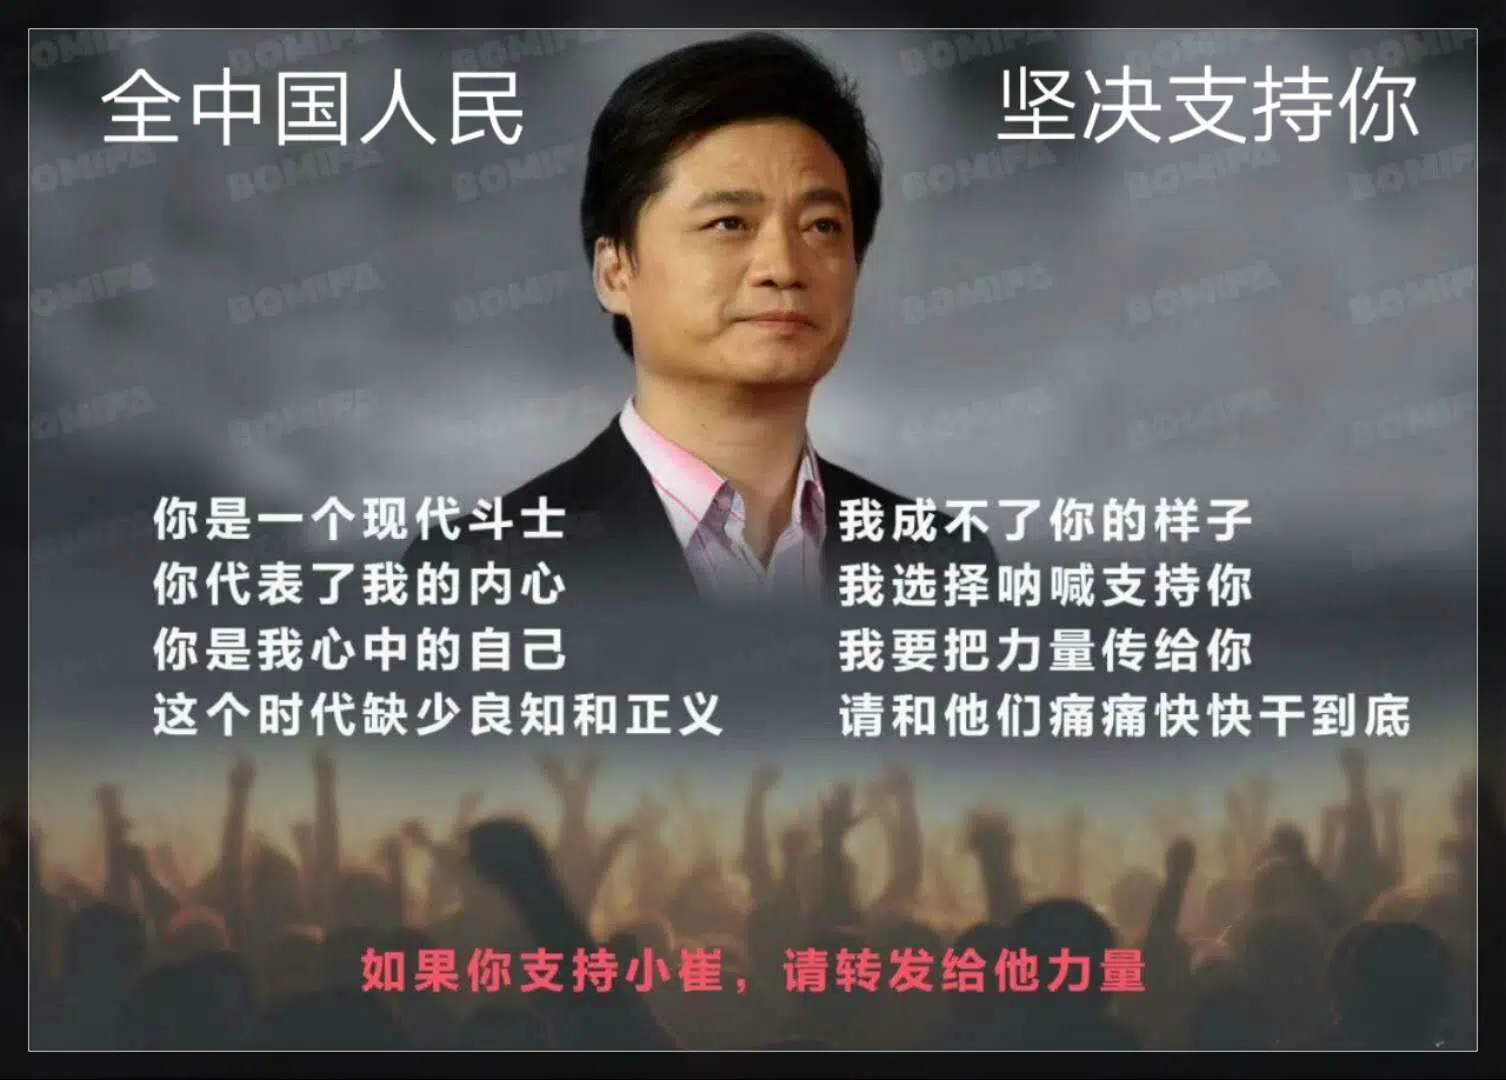 全中国人民
坚决支持你
你是一个现代斗士
你代表了我的内心
你是我心中的自己
这个时代缺少良知和正义
我成不了你的样子
我选择呐喊支持你
我要把力量传给你
请和他们痛痛快快干到底
如果你支持小崔，请转发给他力量
BOMIFA